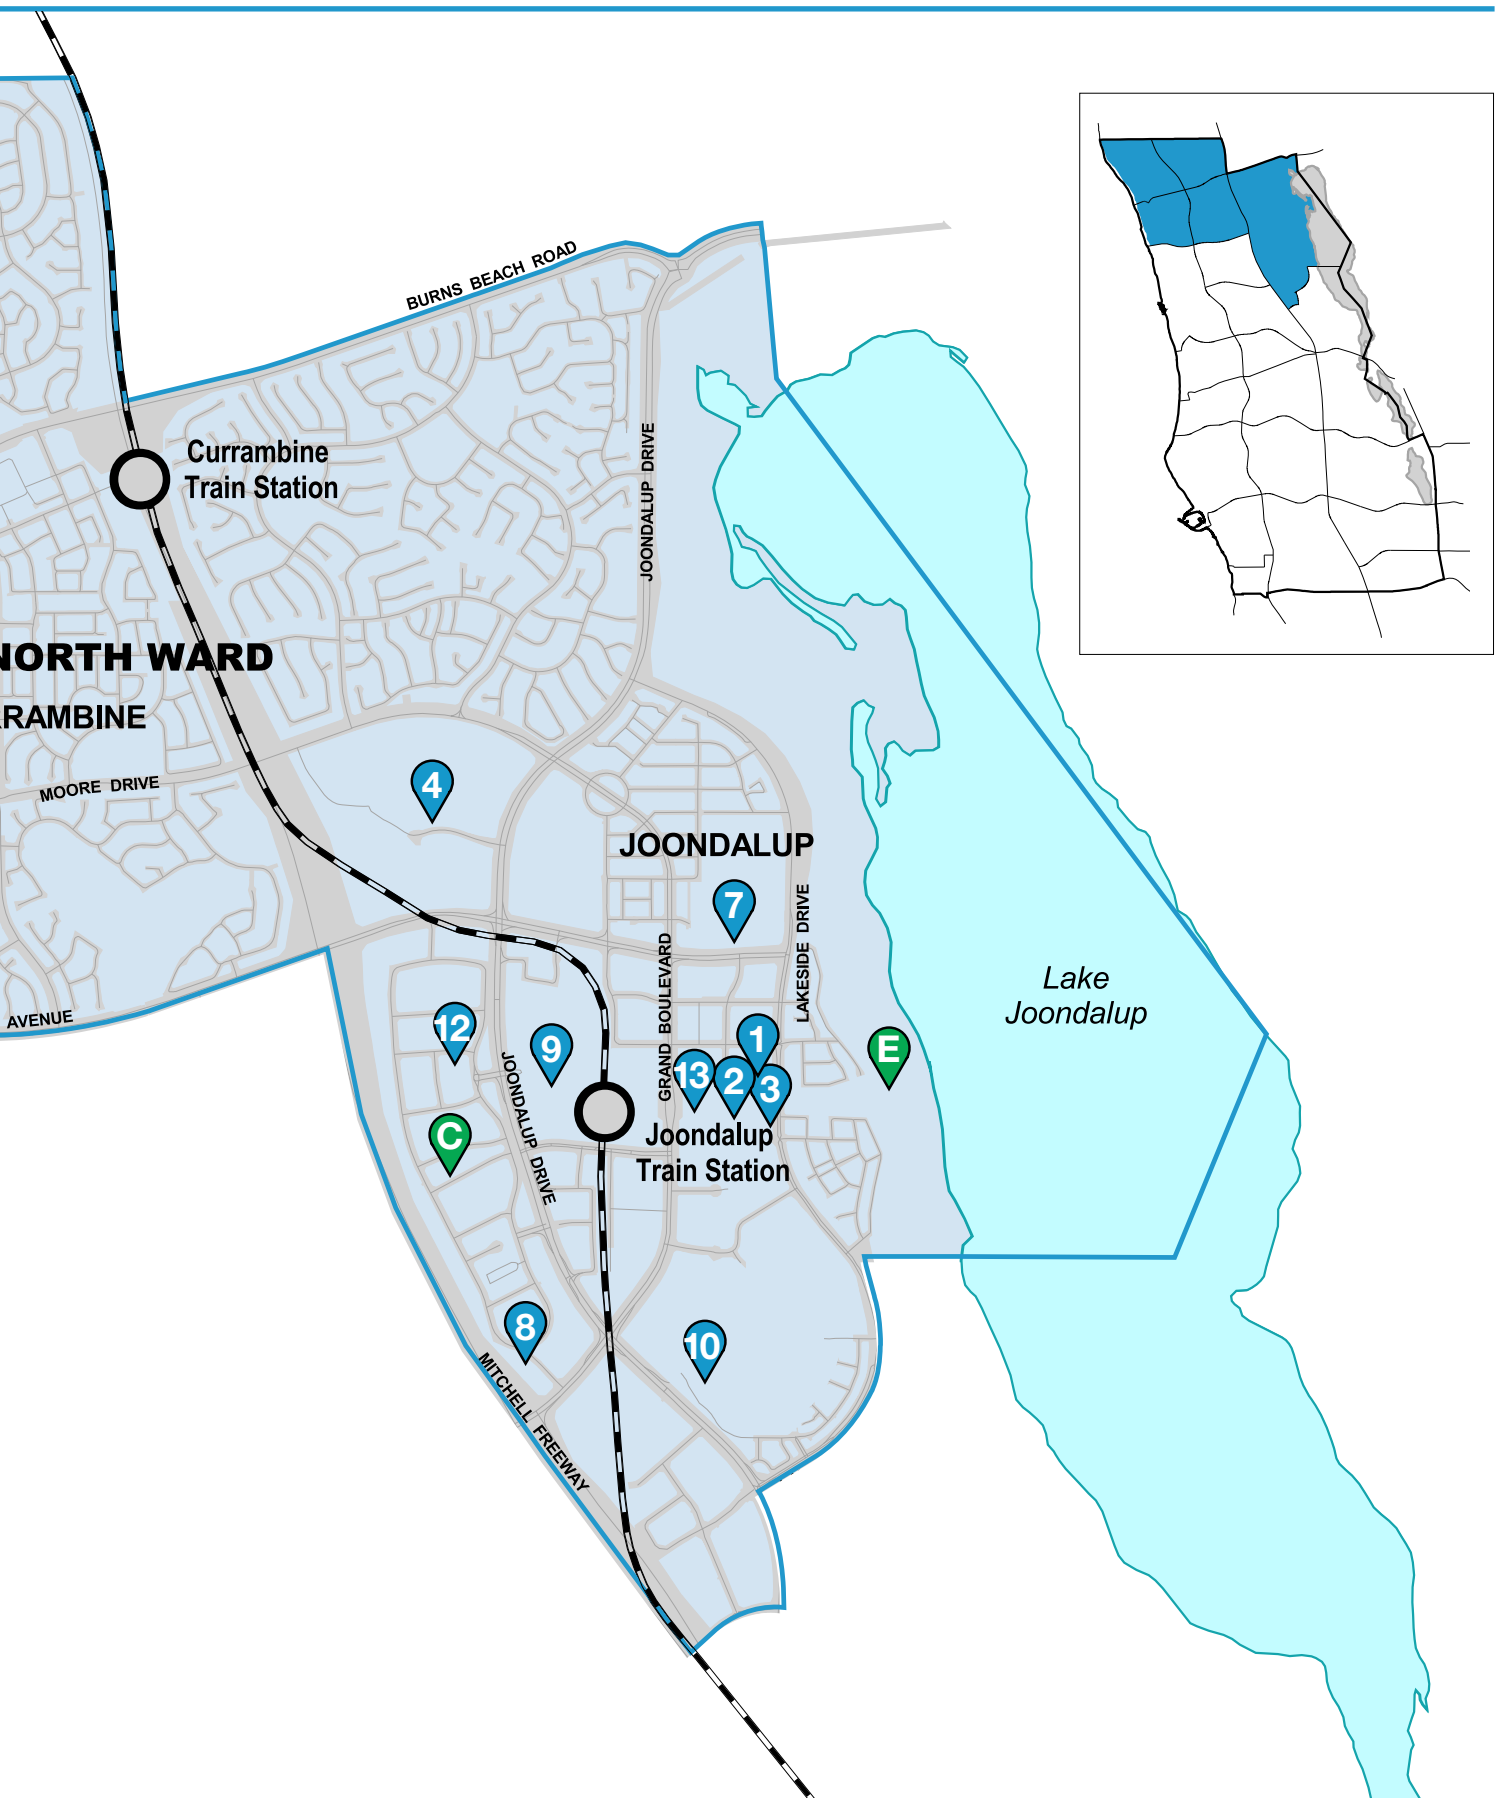 BURNS BEACH ROAD
Currambine
Train Station
JOONDALUP DRIVE
NORTH WARD
RRAMBINE
MOORE DRIVE
4
JOONDALUP
7
LAKESIDE DRIVE
GRAND BOULEVARD
Lake
Joondalup
AVENUE
12
9
1
E
13
2
3
C
JOONDALUP DRIVE
Joondalup
Train Station
8
10
MITCHELL FREEWAY